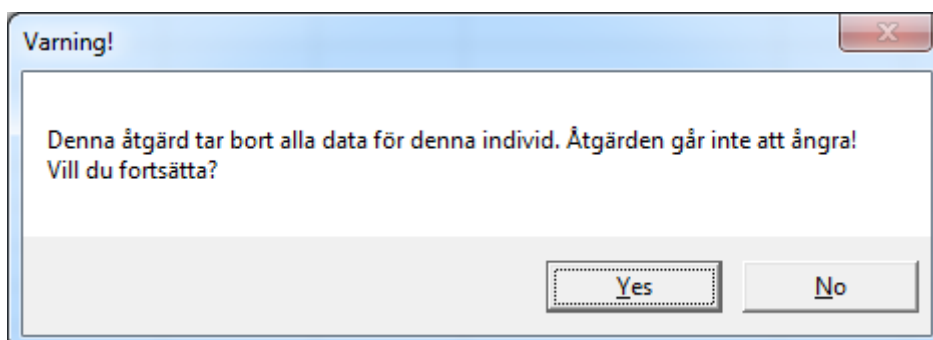 Varning!
Denna åtgärd tar bort alla data för denna individ. Åtgärden går inte att ångra!
Vill du fortsätta?
Yes
No